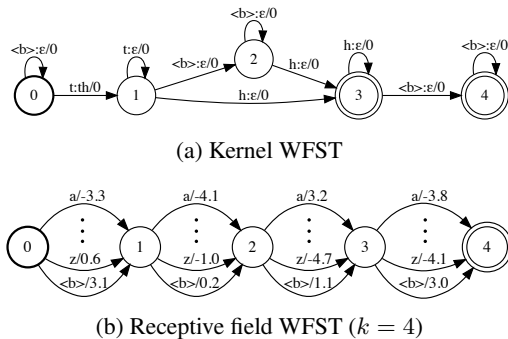 <b>:ε/0 t:ε/0 <b>:ε/0 h:ε/0 <b>:ε/0
0 t:th/0 1 <b>:ε/0 2 h:ε/0 3 <b>:ε/0 4
h:ε/0
(a) Kernel WFST
a/-3.3 a/-4.1 a/3.2 a/-3.8
0 1 2 3 4
z/0.6 z/-1.0 z/-4.7 z/-4.1
<b>/3.1 <b>/0.2 <b>/1.1 <b>/3.0
(b) Receptive field WFST (k = 4)